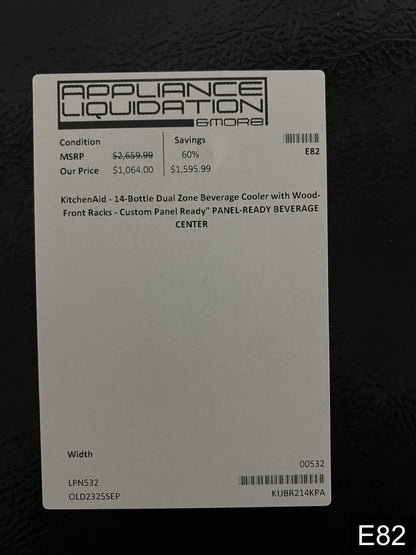 APPLIANCE
LIQUIDATION
& MORE
Condition Savings
MSRP $2,659.99 60% E82
Our Price $1,064.00 $1,595.99
KitchenAid - 14-Bottle Dual Zone Beverage Cooler with Wood-
Front Racks - Custom Panel Ready" PANEL-READY BEVERAGE
CENTER
Width
00532
LPN532
OLD2325SEP KUBR214KPA
E82